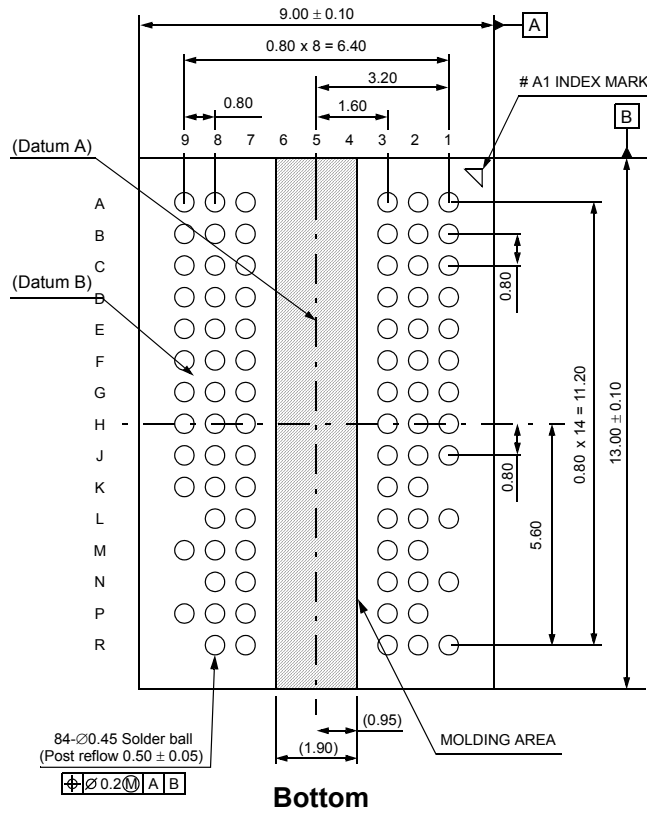 9.00 ± 0.10
A
0.80 x 8 = 6.40
3.20
# A1 INDEX MARK
0.80
1.60
B
9 8 7 6 5 4 3 2 1
(Datum A)
A
B
C
0.80
(Datum B)
D
E
F
G
H
J
0.80
K
L
M
N
P
R
5.60
0.80 x 14 = 11.20
13.00 ± 0.10
(0.95)
84-∅0.45 Solder ball
(Post reflow 0.50 ± 0.05)
(1.90)
MOLDING AREA
⌖ ∅ 0.2Ⓜ A B
Bottom